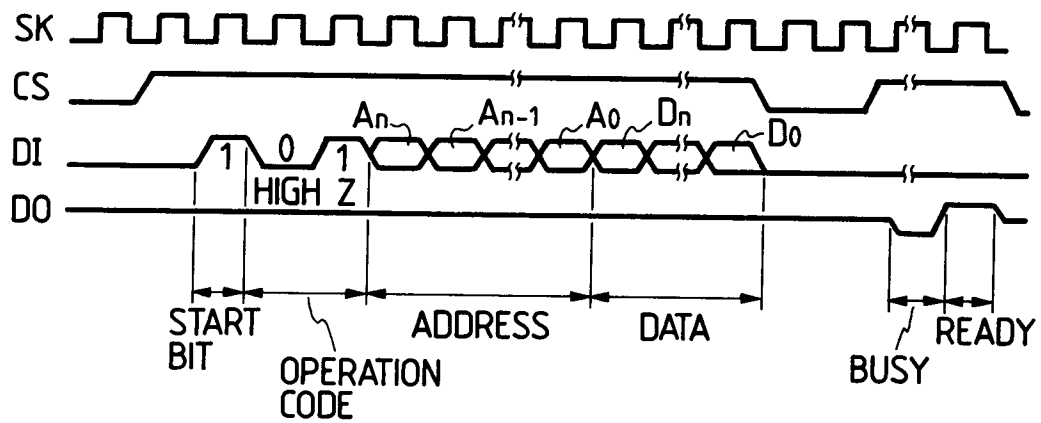 SK
CS
An An-1 A0 Dn D0
DI 1 0 1
HIGH Z
DO
START BIT
OPERATION CODE
ADDRESS
DATA
BUSY
READY